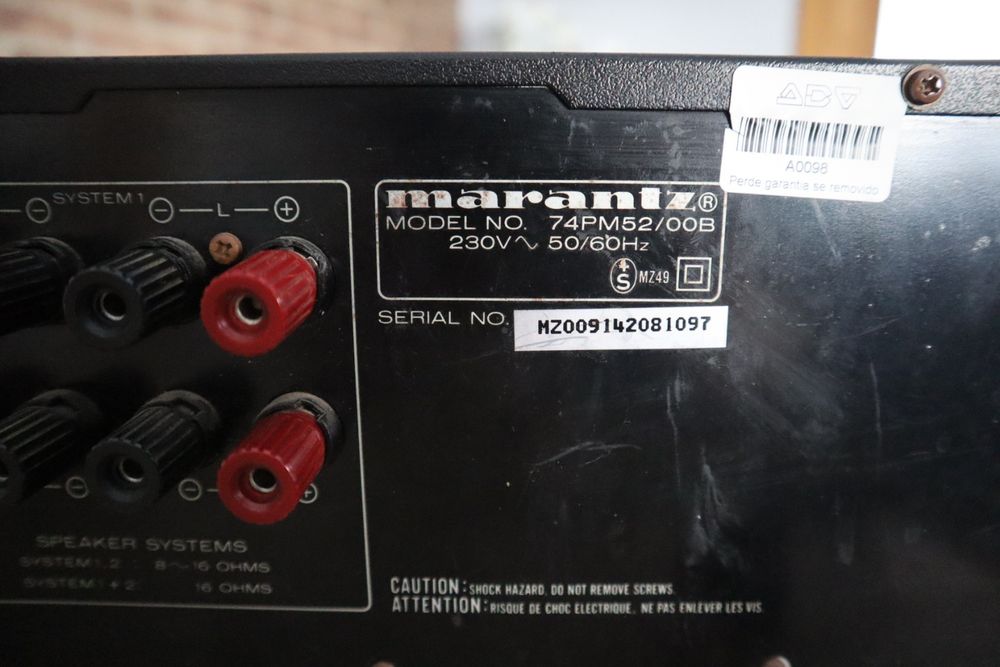 ADV
A0098
Perde garantia se removido
SYSTEM 1
L
marantz®
MODEL NO. 74PM52/00B
230V~ 50/60Hz
S MZ49
SERIAL NO. MZ009142081097
SPEAKER SYSTEMS
SYSTEM 1, 2 : 8~16 OHMS
SYSTEM 1 + 2: 16 OHMS
CAUTION: SHOCK HAZARD, DO NOT REMOVE SCREWS.
ATTENTION: RISQUE DE CHOC ELECTRIQUE, NE PAS ENLEVER LES VIS.